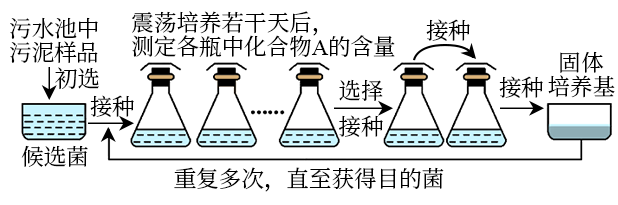 污水池中
污泥样品
初选
候选菌
接种
震荡培养若干天后，
测定各瓶中化合物A的含量
......
选择
接种
接种
接种
固体
培养基
重复多次，直至获得目的菌